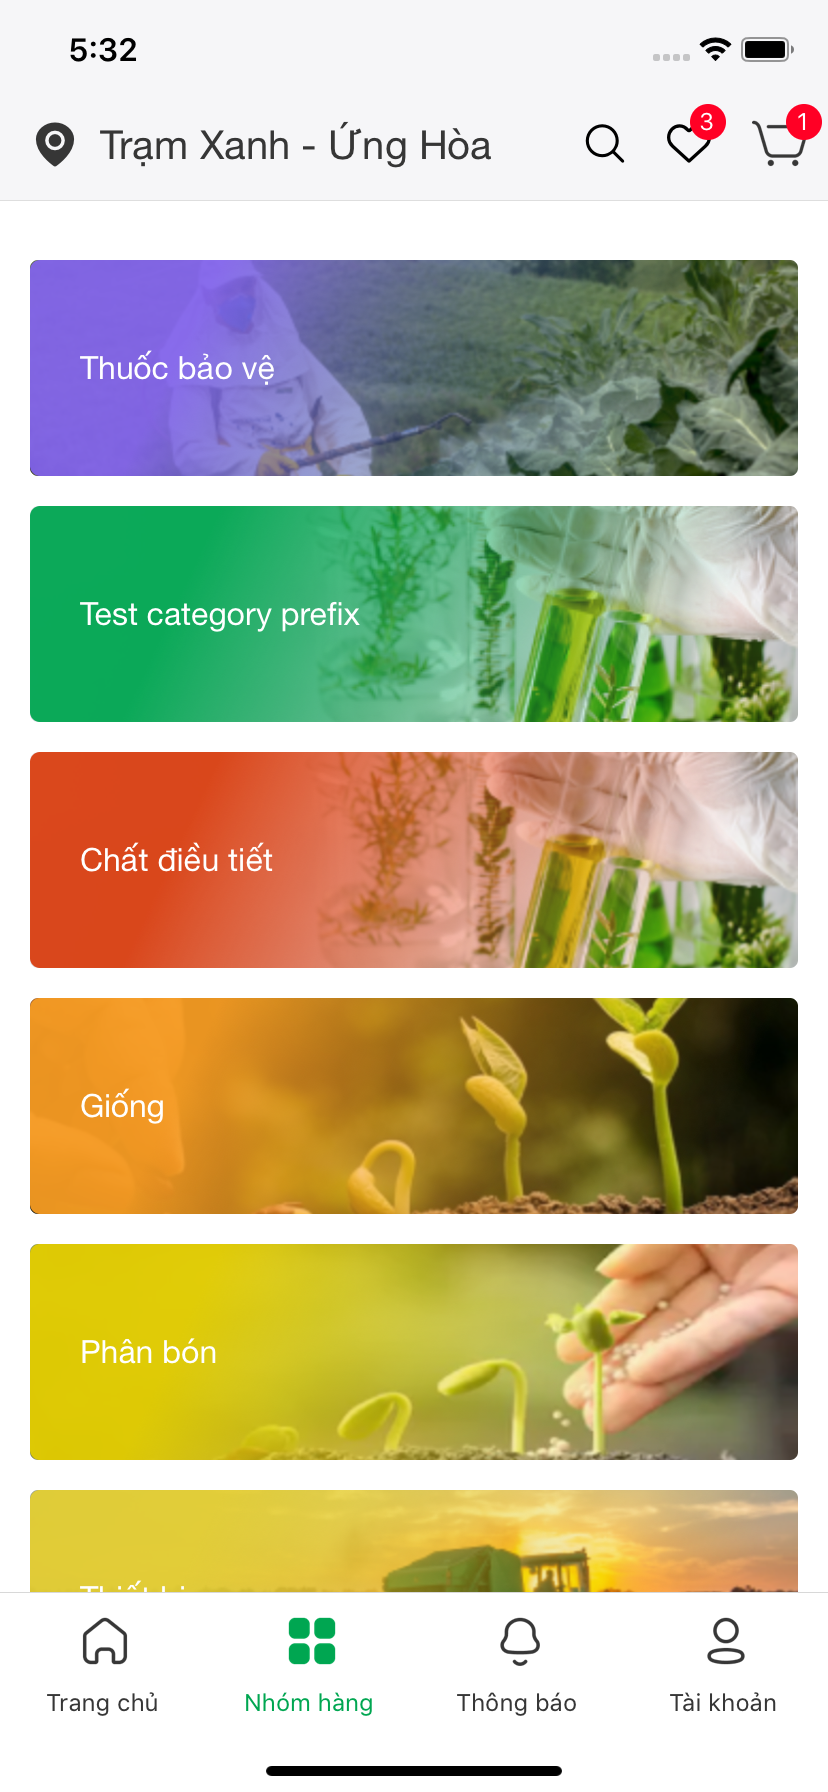 5:32
Trạm Xanh - Ứng Hòa
3
1
Thuốc bảo vệ
Test category prefix
Chất điều tiết
Giống
Phân bón
Trang chủ
Nhóm hàng
Thông báo
Tài khoản